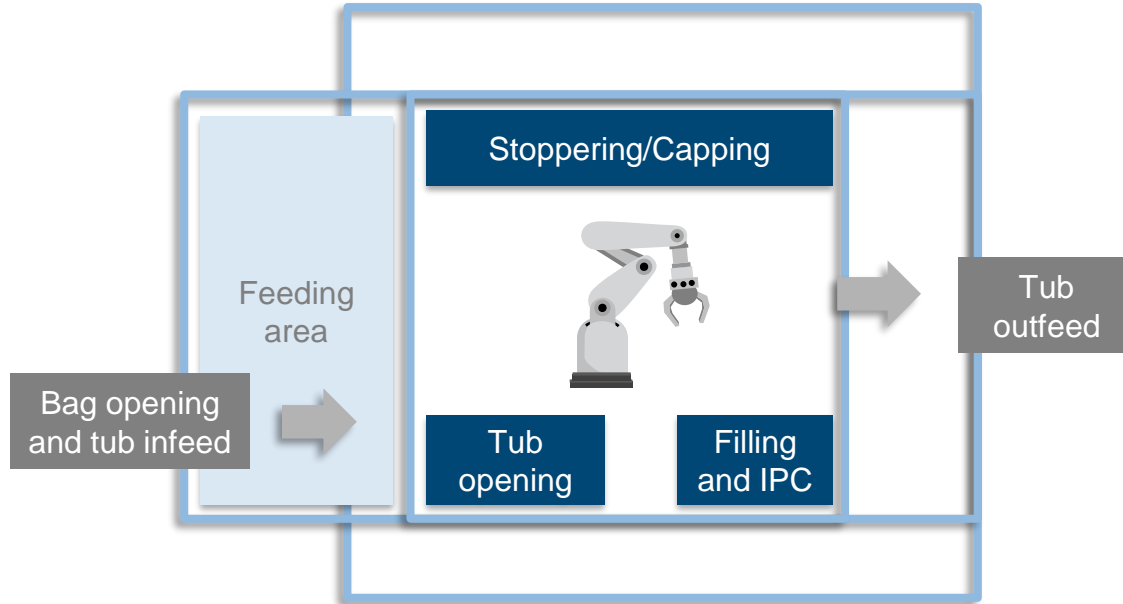 Stoppering/Capping
Feeding
area
Tub
outfeed
Bag opening
and tub infeed
Tub
opening
Filling
and IPC